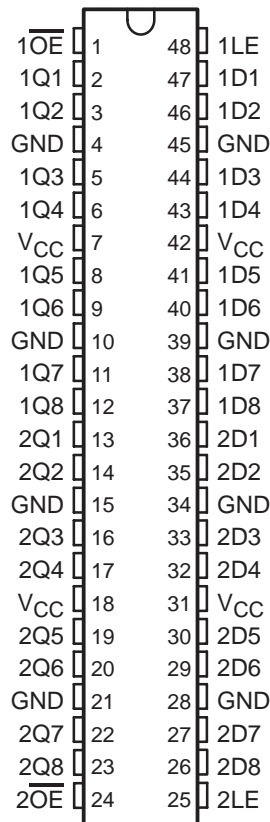 1O̅E̅ 1 48 1LE
1Q1 2 47 1D1
1Q2 3 46 1D2
GND 4 45 GND
1Q3 5 44 1D3
1Q4 6 43 1D4
VCC 7 42 VCC
1Q5 8 41 1D5
1Q6 9 40 1D6
GND 10 39 GND
1Q7 11 38 1D7
1Q8 12 37 1D8
2Q1 13 36 2D1
2Q2 14 35 2D2
GND 15 34 GND
2Q3 16 33 2D3
2Q4 17 32 2D4
VCC 18 31 VCC
2Q5 19 30 2D5
2Q6 20 29 2D6
GND 21 28 GND
2Q7 22 27 2D7
2Q8 23 26 2D8
2O̅E̅ 24 25 2LE